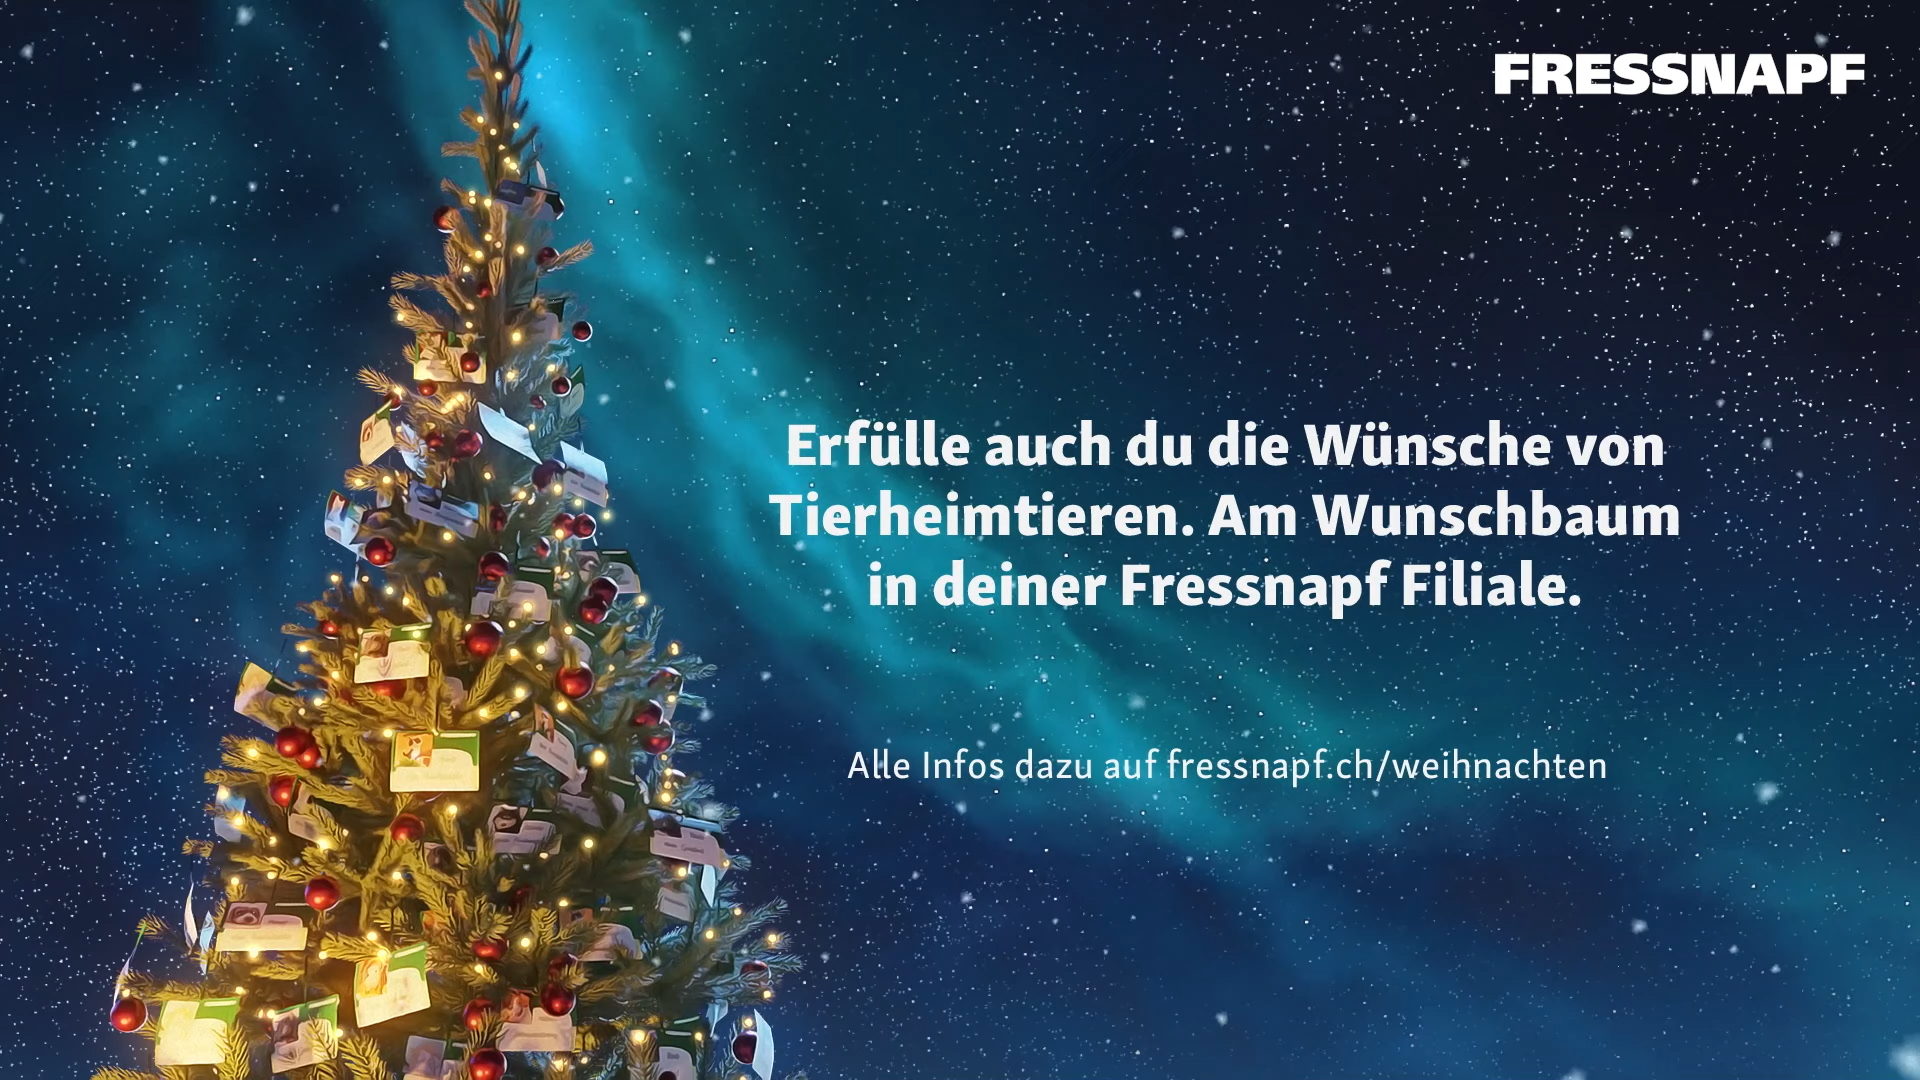 FRESSNAPF
Erfülle auch du die Wünsche von
Tierheimtieren. Am Wunschbaum
in deiner Fressnapf Filiale.
Alle Infos dazu auf fressnapf.ch/weihnachten